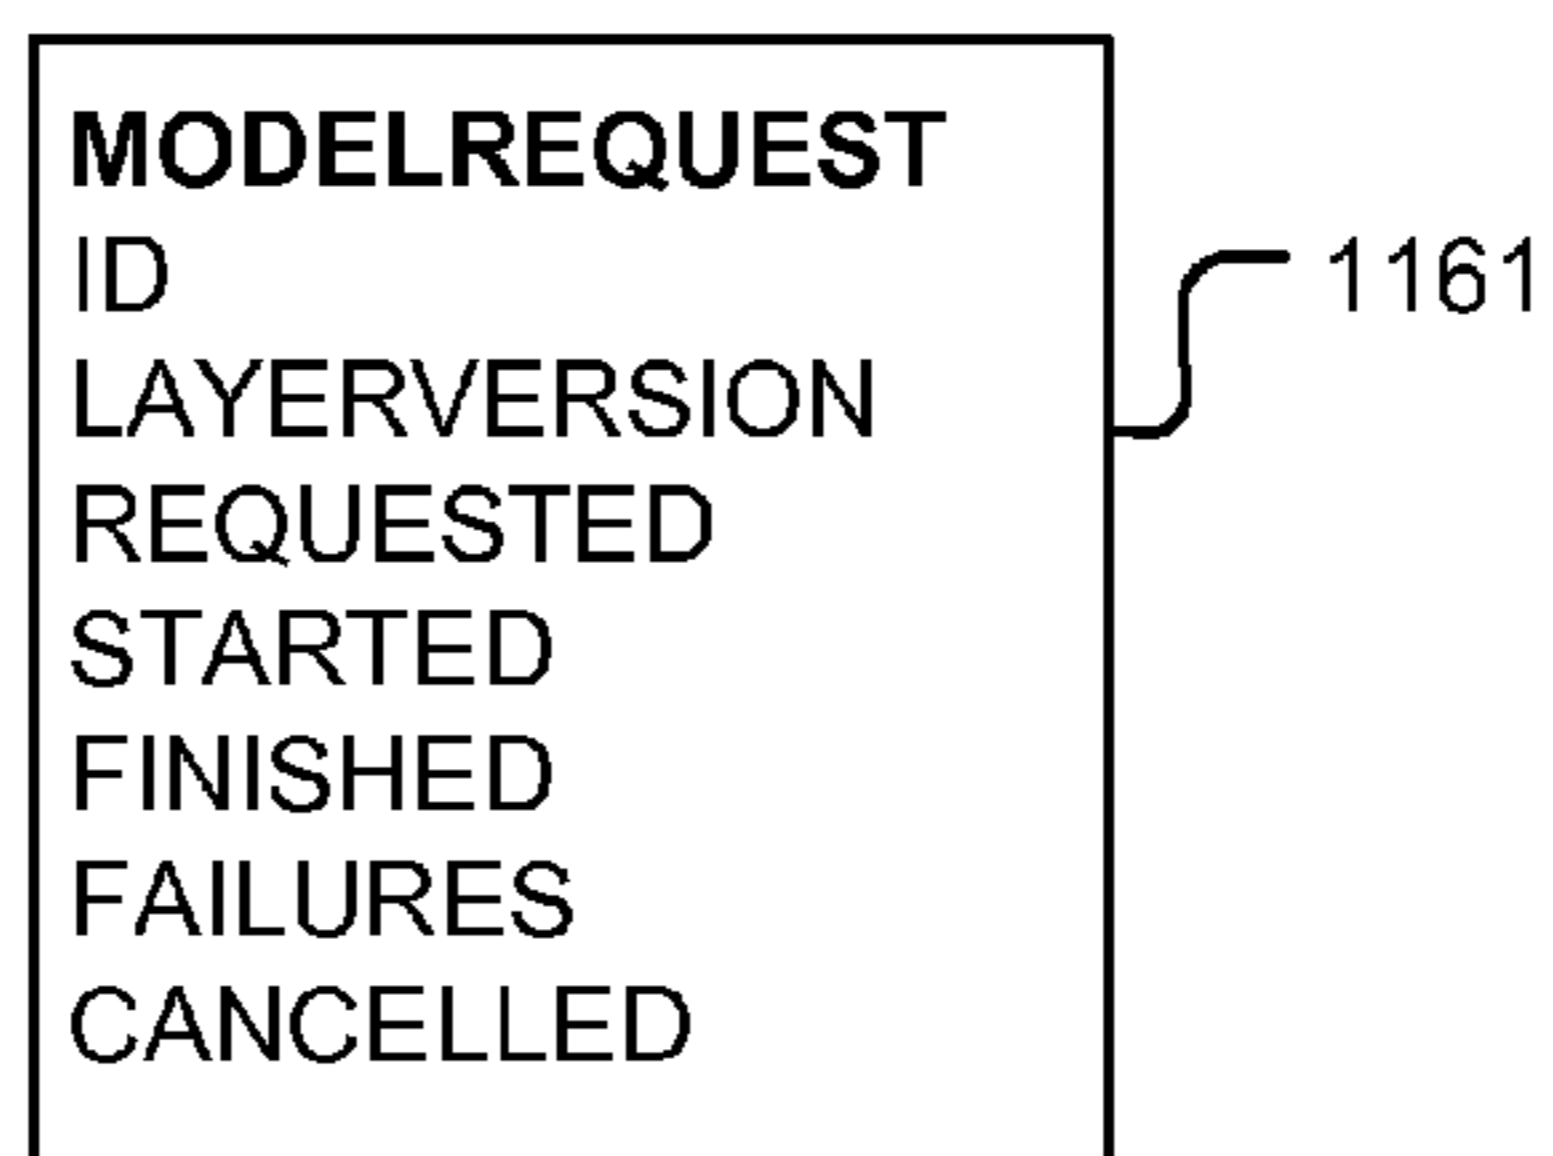 MODELREQUEST
ID
1161
LAYERVERSION
REQUESTED
STARTED
FINISHED
FAILURES
CANCELLED